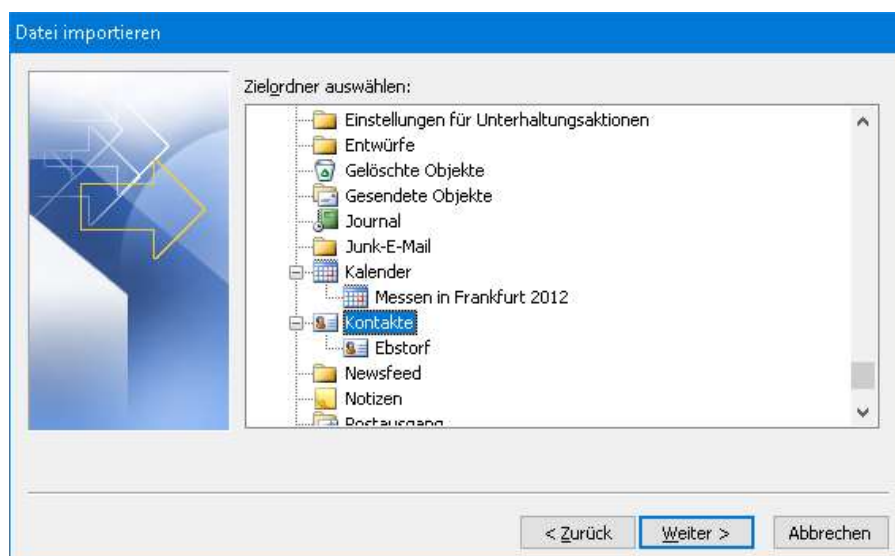 Datei importieren
Zielordner auswählen:
Einstellungen für Unterhaltungsaktionen
Entwürfe
Gelöschte Objekte
Gesendete Objekte
Journal
Junk-E-Mail
Kalender
Messen in Frankfurt 2012
Kontakte
Ebstorf
Newsfeed
Notizen
Postausgang
< Zurück Weiter > Abbrechen